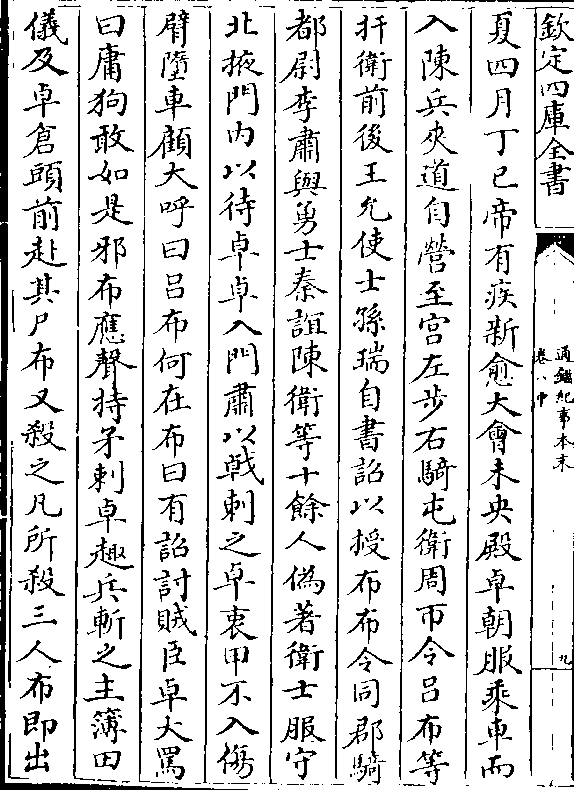 欽定四庫全書
通鑑紀事本末
卷八中
九
夏四月丁巳帝有疾新愈大會未央殿卓朝服乘車而
入陳兵夾道自營至宮左步右騎屯衛周帀令呂布等
扞衛前後王允使士孫瑞自書詔以授布布令同郡騎
都尉李肅與勇士秦誼陳衛等十餘人偽著衛士服守
北掖門內以待卓卓入門肅以戟刺之卓衷甲不入傷
臂墮車顧大呼曰呂布何在布曰有詔討賊臣卓大罵
曰庸狗敢如是邪布應聲持矛刺卓趣兵斬之主簿田
儀及卓倉頭前赴其尸布又殺之凡所殺三人布即出